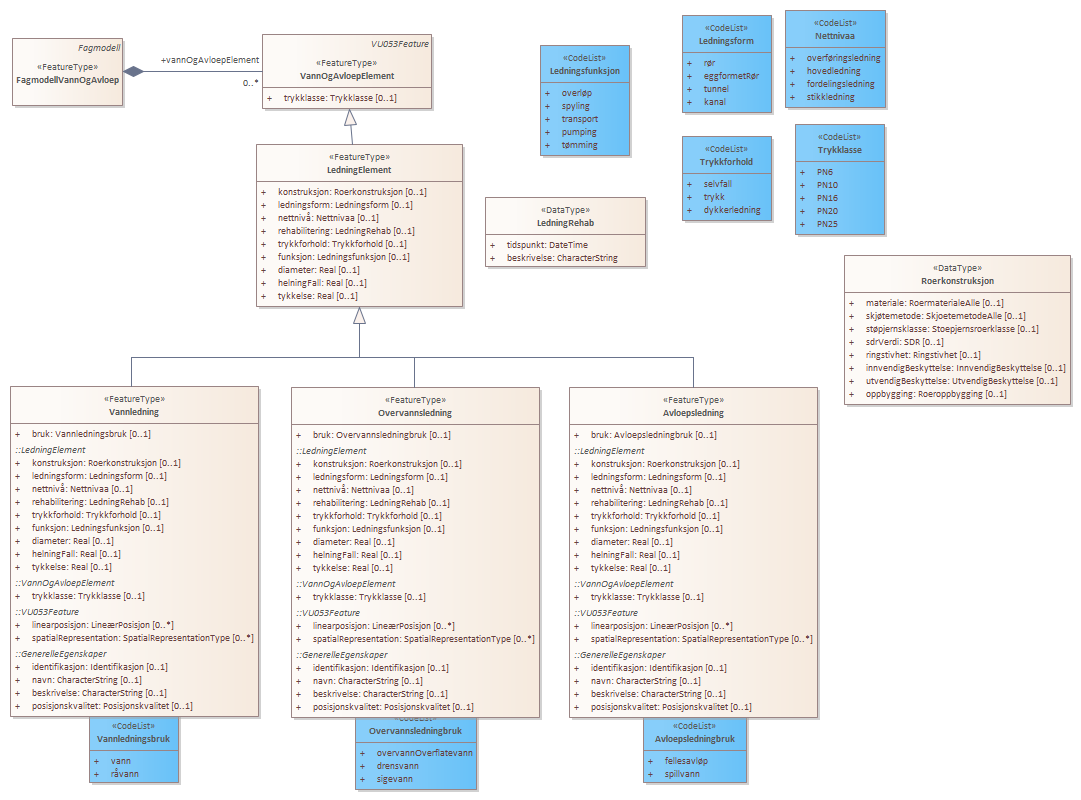 Fagmodell
«FeatureType»
FagmodellVannOgAvloep
+vannOgAvloepElement
0..*
VU053Feature
«FeatureType»
VannOgAvloepElement
+ trykklasse: Trykklasse [0..1]
«FeatureType»
LedningElement
+ konstruksjon: Roerkonstruksjon [0..1]
+ ledningsform: Ledningsform [0..1]
+ nettnivå: Nettnivaa [0..1]
+ rehabilitering: LedningRehab [0..1]
+ trykkforhold: Trykkforhold [0..1]
+ funksjon: Ledningsfunksjon [0..1]
+ diameter: Real [0..1]
+ helningFall: Real [0..1]
+ tykkelse: Real [0..1]
«CodeList»
Ledningsfunksjon
+ overløp
+ spyling
+ transport
+ pumping
+ tømming
«CodeList»
Ledningsform
+ rør
+ eggformetRør
+ tunnel
+ kanal
«CodeList»
Nettnivaa
+ overføringsledning
+ hovedledning
+ fordelingsledning
+ stikkledning
«CodeList»
Trykkforhold
+ selvfall
+ trykk
+ dykkerledning
«CodeList»
Trykklasse
+ PN6
+ PN10
+ PN16
+ PN20
+ PN25
«DataType»
LedningRehab
+ tidspunkt: DateTime
+ beskrivelse: CharacterString
«DataType»
Roerkonstruksjon
+ materiale: RoermaterialeAlle [0..1]
+ skjøtemetode: SkjoetemetodeAlle [0..1]
+ støpjernsklasse: Stoepjernsroerklasse [0..1]
+ sdrVerdi: SDR [0..1]
+ ringstivhet: Ringstivhet [0..1]
+ innvendigBeskyttelse: InnvendigBeskyttelse [0..1]
+ utvendigBeskyttelse: UtvendigBeskyttelse [0..1]
+ oppbygging: Roeroppbygging [0..1]
«FeatureType»
Vannledning
+ bruk: Vannledningsbruk [0..1]
::LedningElement
+ konstruksjon: Roerkonstruksjon [0..1]
+ ledningsform: Ledningsform [0..1]
+ nettnivå: Nettnivaa [0..1]
+ rehabilitering: LedningRehab [0..1]
+ trykkforhold: Trykkforhold [0..1]
+ funksjon: Ledningsfunksjon [0..1]
+ diameter: Real [0..1]
+ helningFall: Real [0..1]
+ tykkelse: Real [0..1]
::VannOgAvloepElement
+ trykklasse: Trykklasse [0..1]
::VU053Feature
+ linearposisjon: LineærPosisjon [0..*]
+ spatialRepresentation: SpatialRepresentationType [0..*]
::GenerelleEgenskaper
+ identifikasjon: Identifikasjon [0..1]
+ navn: CharacterString [0..1]
+ beskrivelse: CharacterString [0..1]
+ posisjonskvalitet: Posisjonskvalitet [0..1]
«FeatureType»
Overvannsledning
+ bruk: Overvannsledningbruk [0..1]
::LedningElement
+ konstruksjon: Roerkonstruksjon [0..1]
+ ledningsform: Ledningsform [0..1]
+ nettnivå: Nettnivaa [0..1]
+ rehabilitering: LedningRehab [0..1]
+ trykkforhold: Trykkforhold [0..1]
+ funksjon: Ledningsfunksjon [0..1]
+ diameter: Real [0..1]
+ helningFall: Real [0..1]
+ tykkelse: Real [0..1]
::VannOgAvloepElement
+ trykklasse: Trykklasse [0..1]
::VU053Feature
+ linearposisjon: LineærPosisjon [0..*]
+ spatialRepresentation: SpatialRepresentationType [0..*]
::GenerelleEgenskaper
+ identifikasjon: Identifikasjon [0..1]
+ navn: CharacterString [0..1]
+ beskrivelse: CharacterString [0..1]
+ posisjonskvalitet: Posisjonskvalitet [0..1]
«FeatureType»
Avloepsledning
+ bruk: Avloepsledningbruk [0..1]
::LedningElement
+ konstruksjon: Roerkonstruksjon [0..1]
+ ledningsform: Ledningsform [0..1]
+ nettnivå: Nettnivaa [0..1]
+ rehabilitering: LedningRehab [0..1]
+ trykkforhold: Trykkforhold [0..1]
+ funksjon: Ledningsfunksjon [0..1]
+ diameter: Real [0..1]
+ helningFall: Real [0..1]
+ tykkelse: Real [0..1]
::VannOgAvloepElement
+ trykklasse: Trykklasse [0..1]
::VU053Feature
+ linearposisjon: LineærPosisjon [0..*]
+ spatialRepresentation: SpatialRepresentationType [0..*]
::GenerelleEgenskaper
+ identifikasjon: Identifikasjon [0..1]
+ navn: CharacterString [0..1]
+ beskrivelse: CharacterString [0..1]
+ posisjonskvalitet: Posisjonskvalitet [0..1]
«CodeList»
Vannledningsbruk
+ vann
+ råvann
«CodeList»
Overvannsledningbruk
+ overvannOverflatevann
+ drensvann
+ sigevann
«CodeList»
Avloepsledningbruk
+ fellesavløp
+ spillvann